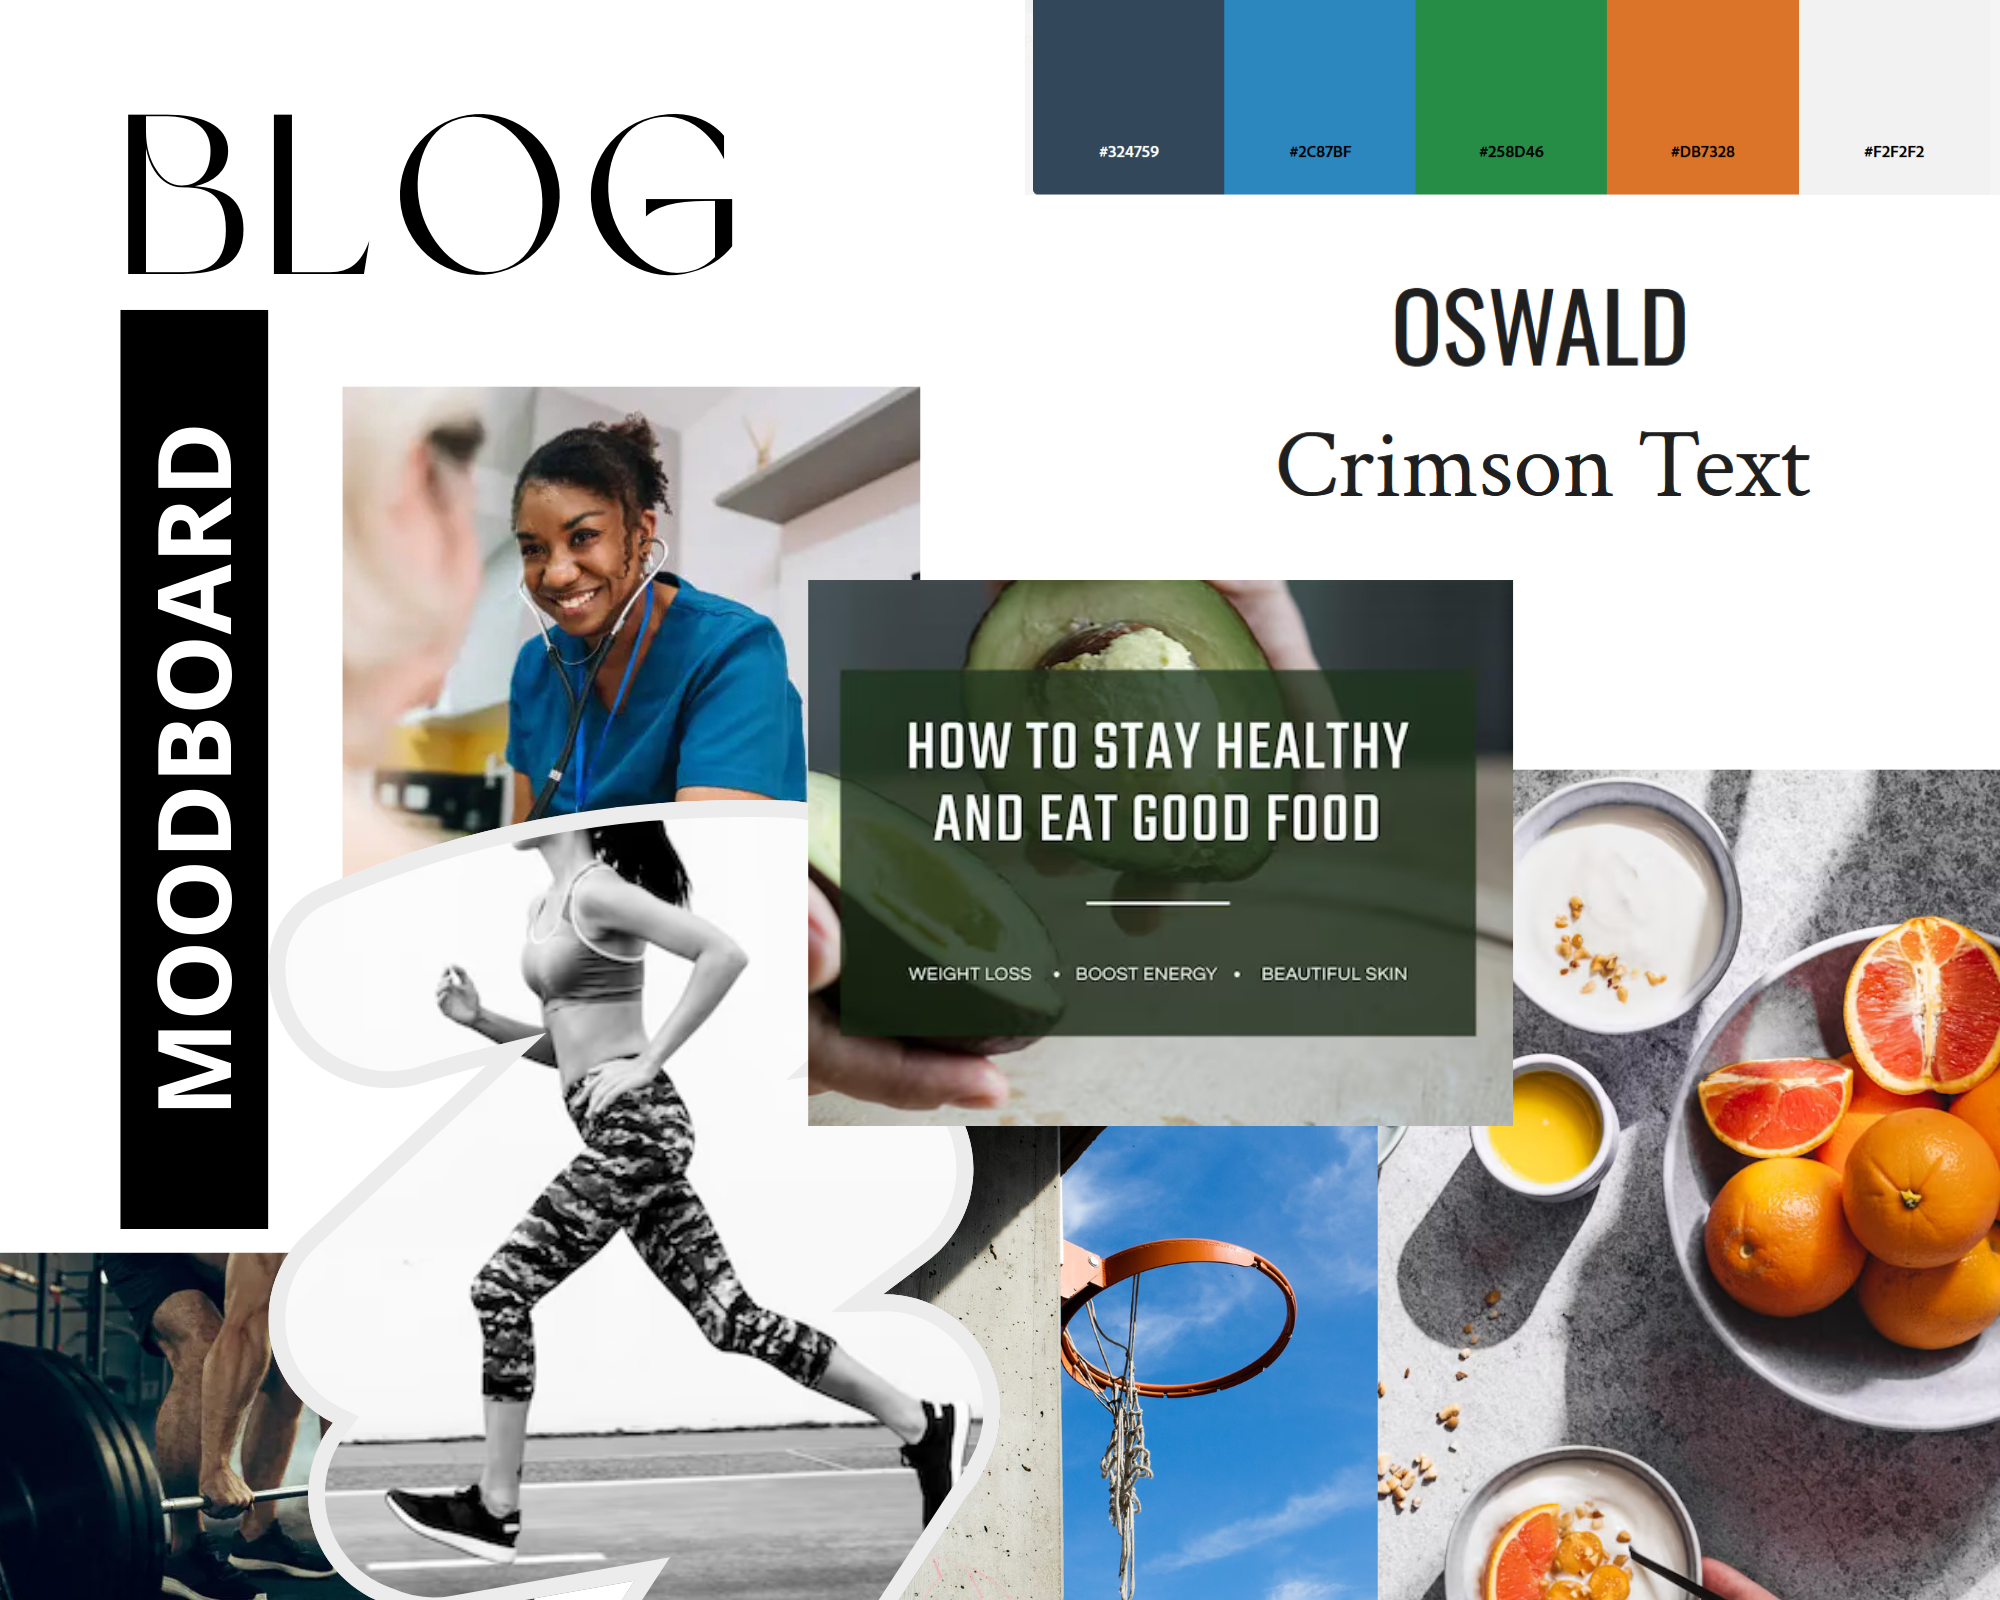 BLOG
MOODBOARD
#324759
#2C87BF
#258D46
#DB7328
#F2F2F2
OSWALD
Crimson Text
HOW TO STAY HEALTHY
AND EAT GOOD FOOD
WEIGHT LOSS • BOOST ENERGY • BEAUTIFUL SKIN